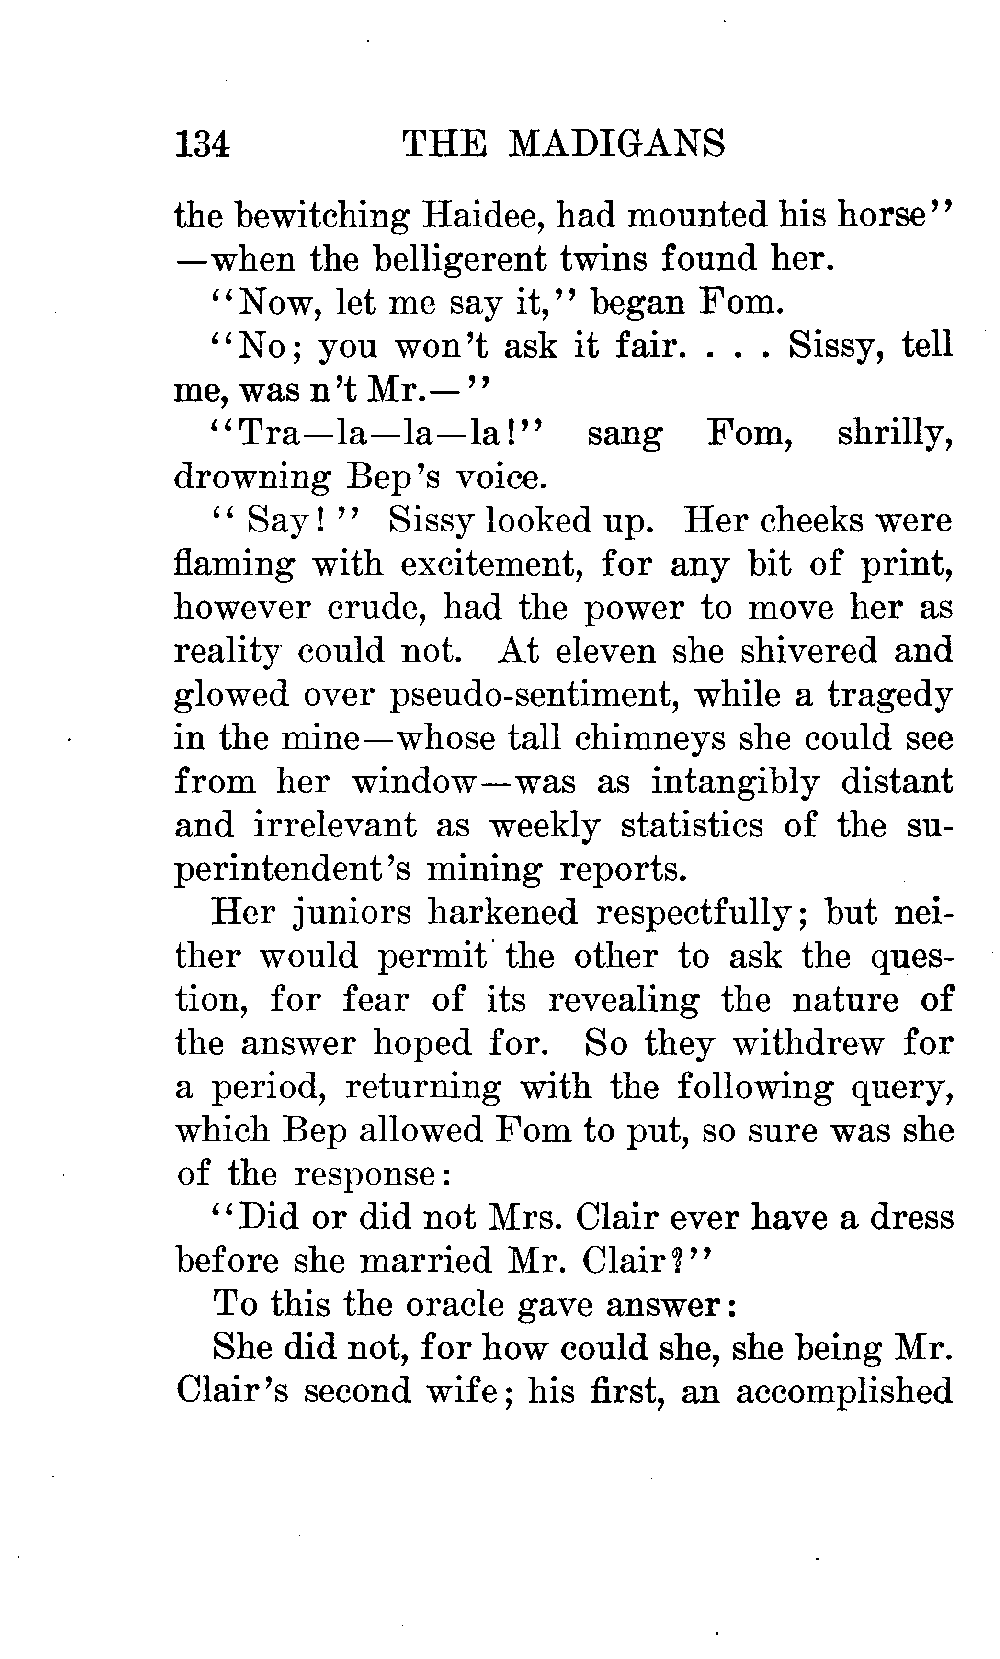 134 THE MADIGANS
the bewitching Haidee, had mounted his horse"
—when the belligerent twins found her.
"Now, let me say it," began Fom.
"No; you won't ask it fair. . . . Sissy, tell
me, was n't Mr.—"
"Tra—la—la—la!" sang Fom, shrilly,
drowning Bep's voice.
"Say!" Sissy looked up. Her cheeks were
flaming with excitement, for any bit of print,
however crude, had the power to move her as
reality could not. At eleven she shivered and
glowed over pseudo-sentiment, while a tragedy
in the mine—whose tall chimneys she could see
from her window—was as intangibly distant
and irrelevant as weekly statistics of the su-
perintendent's mining reports.
Her juniors harkened respectfully; but nei-
ther would permit the other to ask the ques-
tion, for fear of its revealing the nature of
the answer hoped for. So they withdrew for
a period, returning with the following query,
which Bep allowed Fom to put, so sure was she
of the response:
"Did or did not Mrs. Clair ever have a dress
before she married Mr. Clair?"
To this the oracle gave answer:
She did not, for how could she, she being Mr.
Clair's second wife; his first, an accomplished